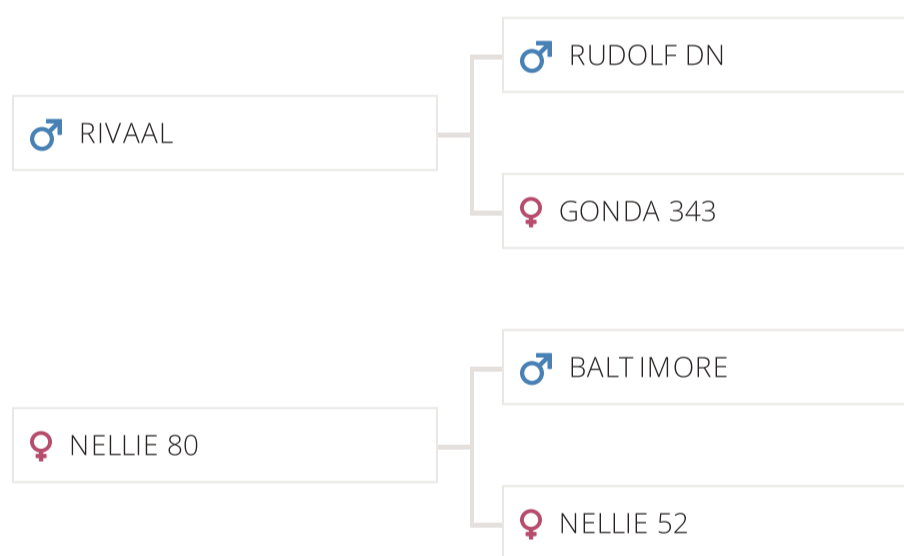 RUDOLF DN
RIVAAL
GONDA 343
BALTIMORE
NELLIE 80
NELLIE 52